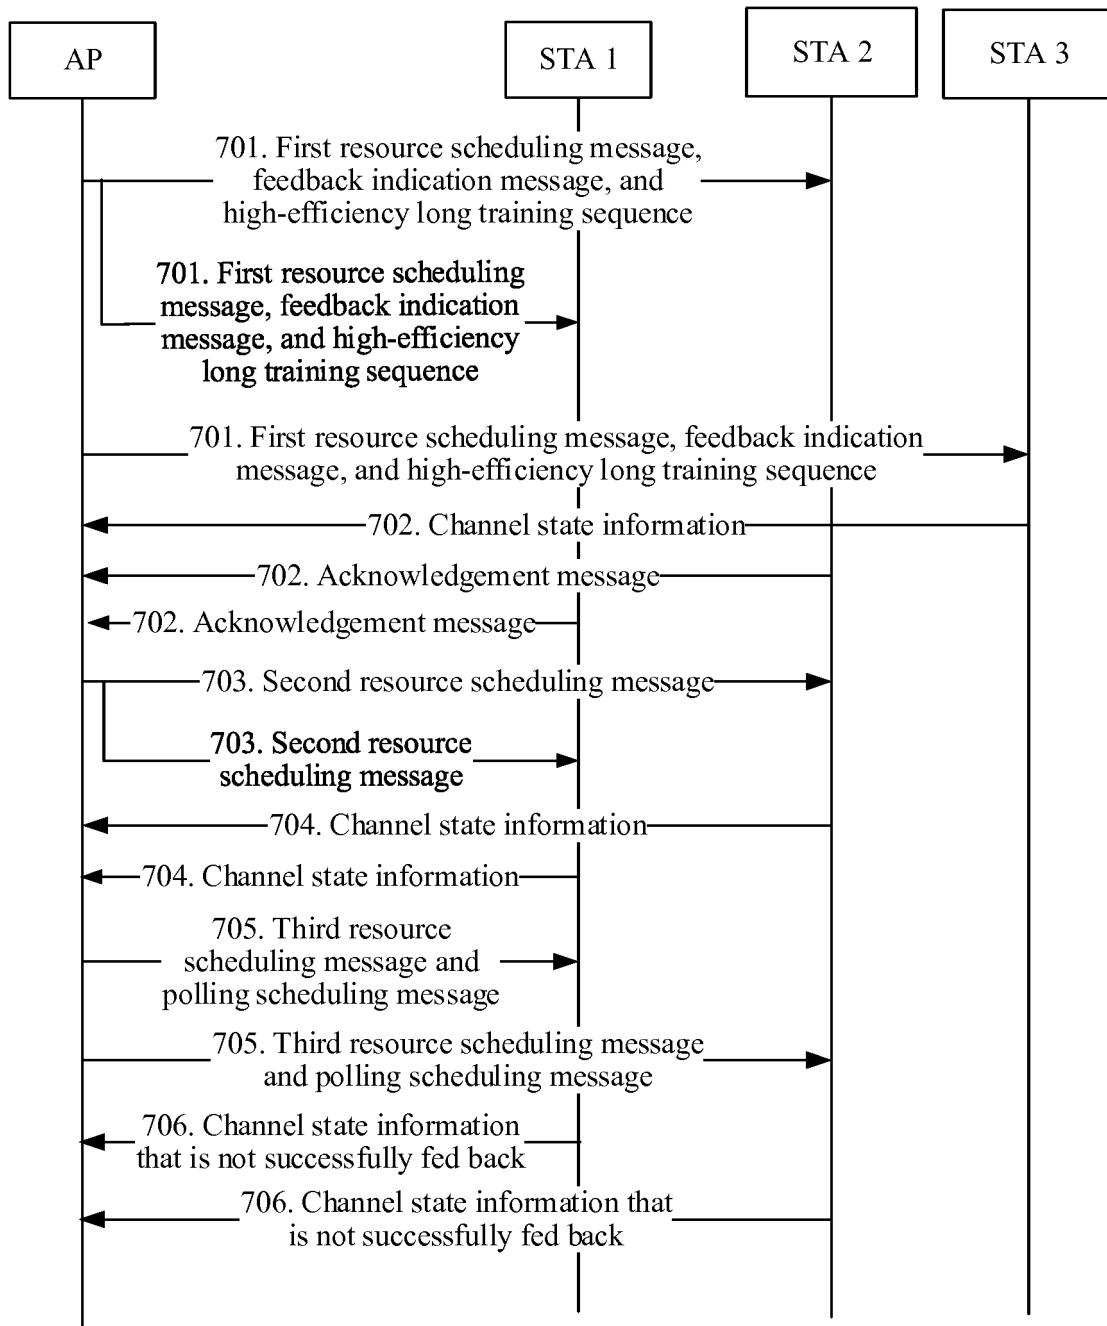 AP
STA 1
STA 2
STA 3
701. First resource scheduling message,
feedback indication message, and
high-efficiency long training sequence
701. First resource scheduling
message, feedback indication
message, and high-efficiency
long training sequence
701. First resource scheduling message, feedback indication
message, and high-efficiency long training sequence
702. Channel state information
702. Acknowledgement message
702. Acknowledgement message
703. Second resource scheduling message
703. Second resource
scheduling message
704. Channel state information
704. Channel state information
705. Third resource
scheduling message and
polling scheduling message
705. Third resource scheduling message
and polling scheduling message
706. Channel state information
that is not successfully fed back
706. Channel state information that
is not successfully fed back